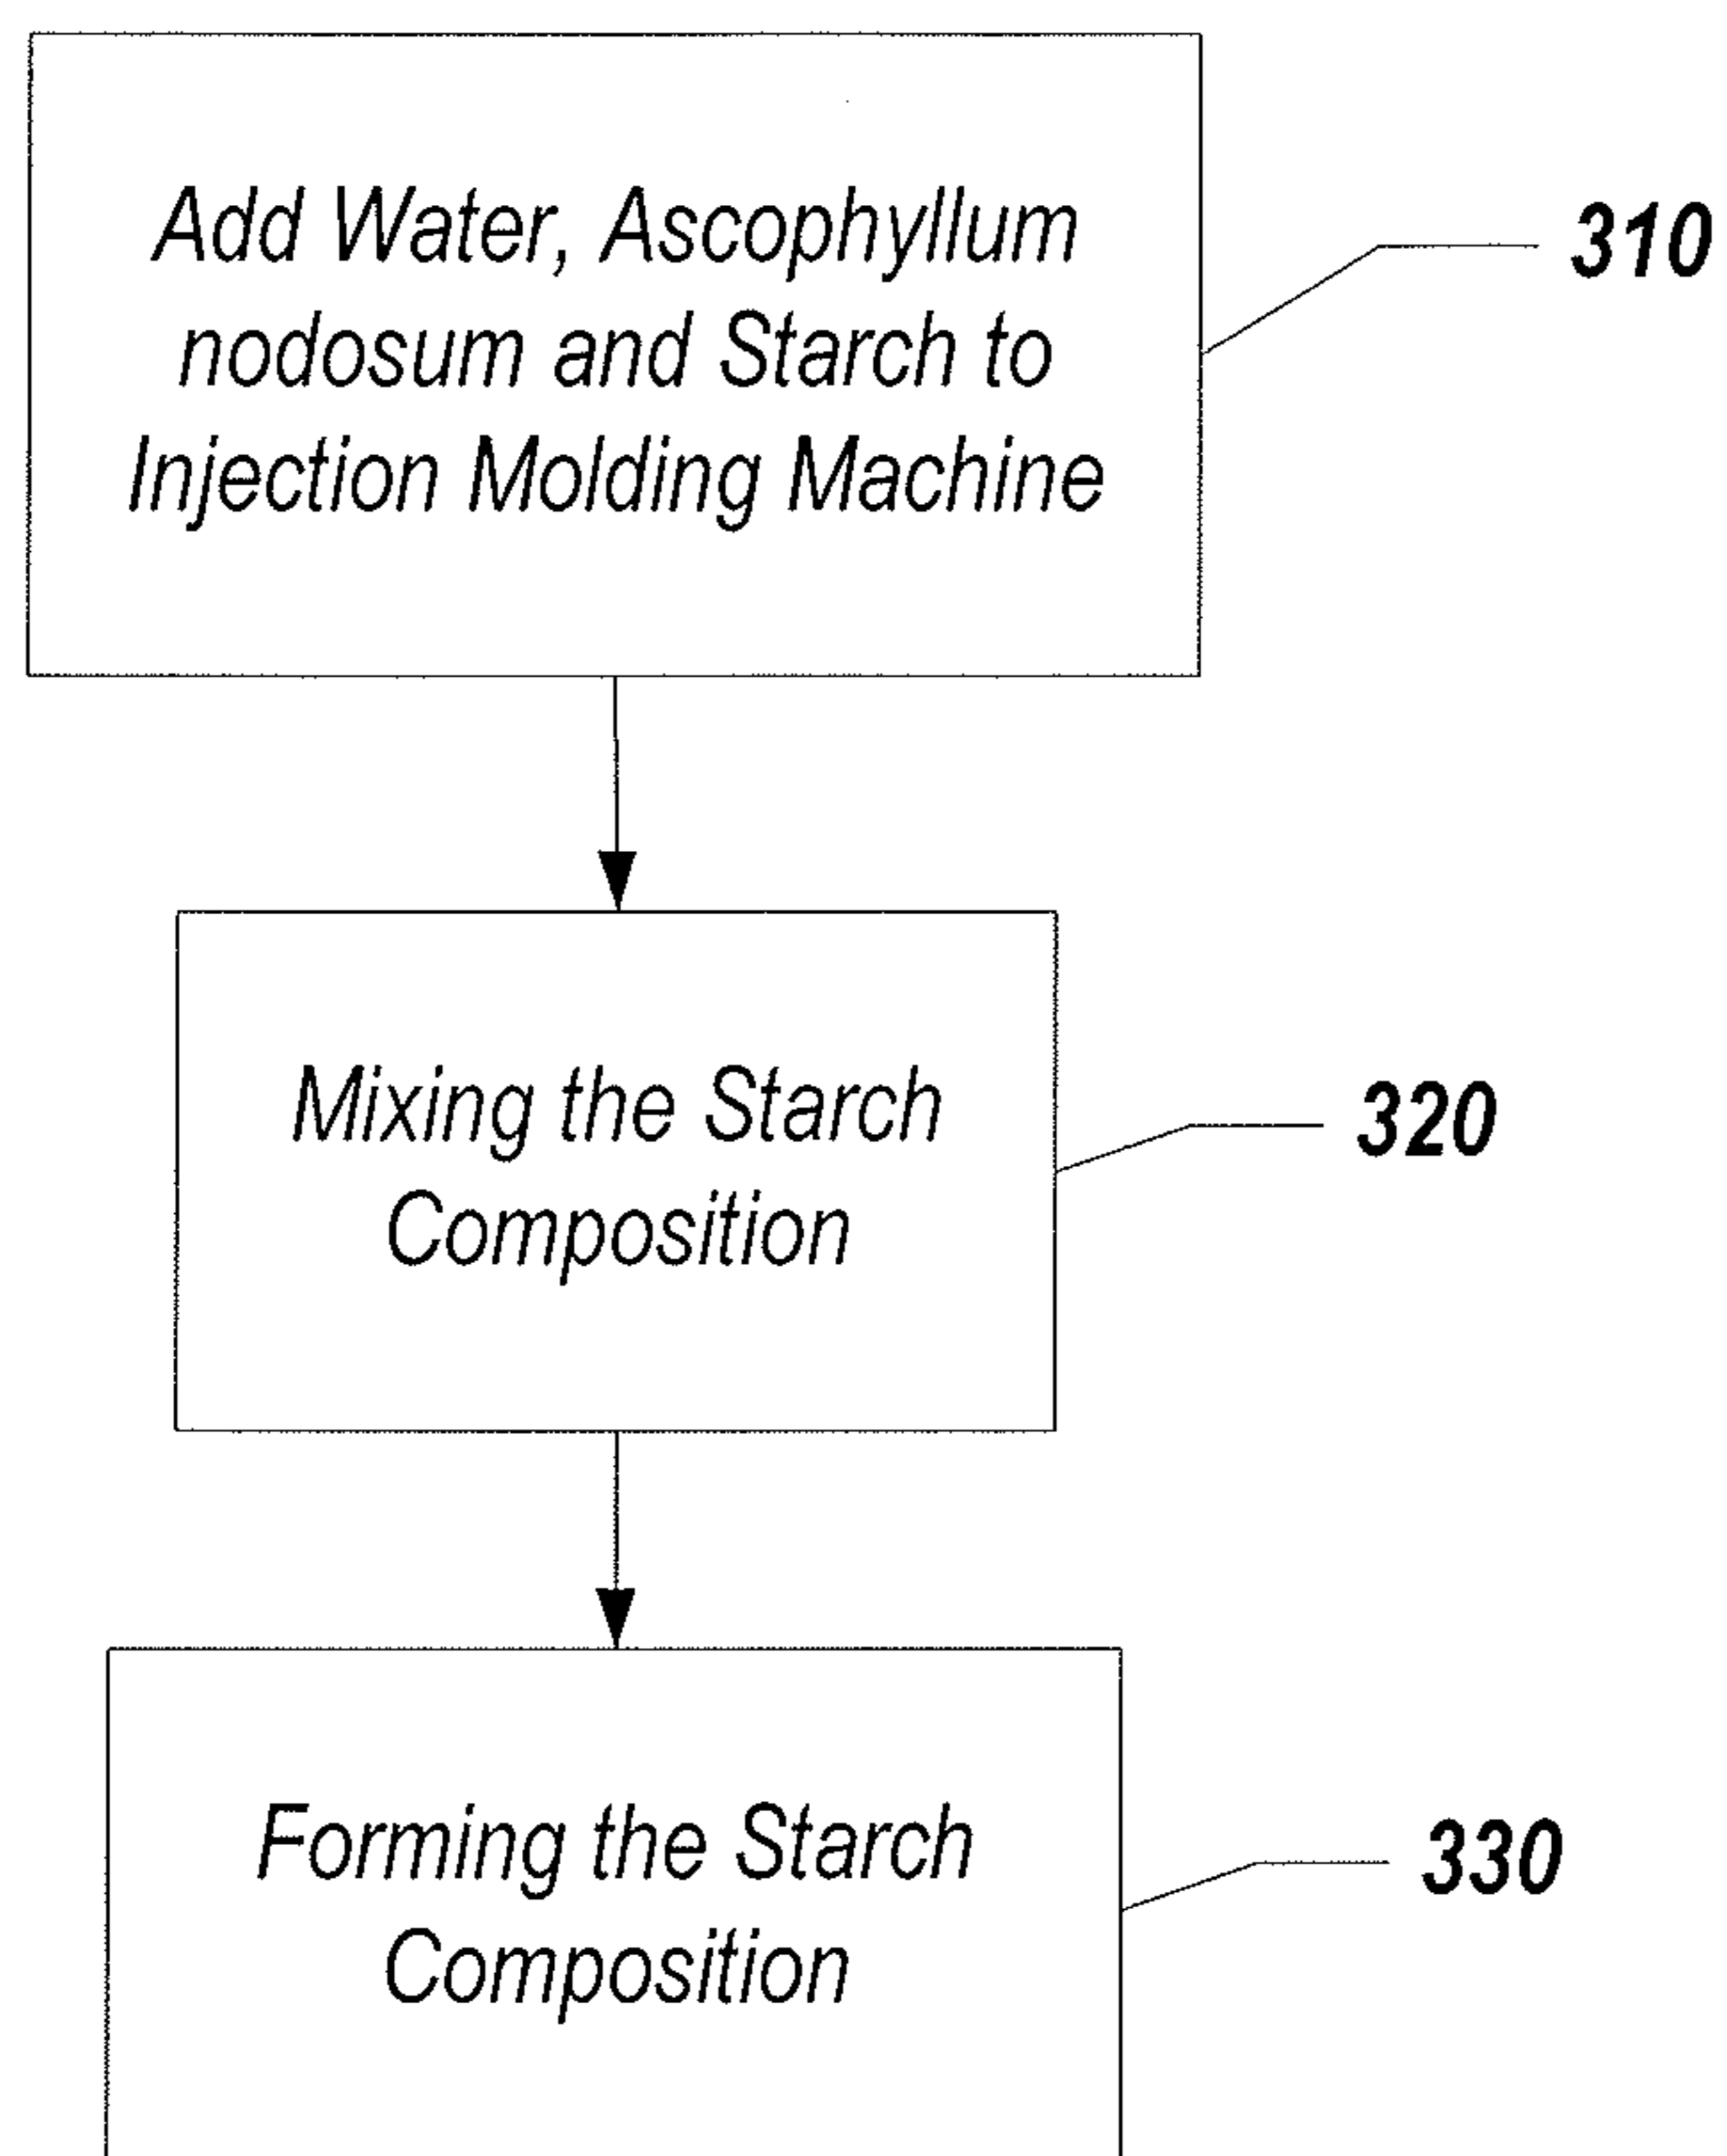 Add Water, Ascophyllum
nodosum and Starch to
Injection Molding Machine
310
Mixing the Starch
Composition
320
Forming the Starch
Composition
330